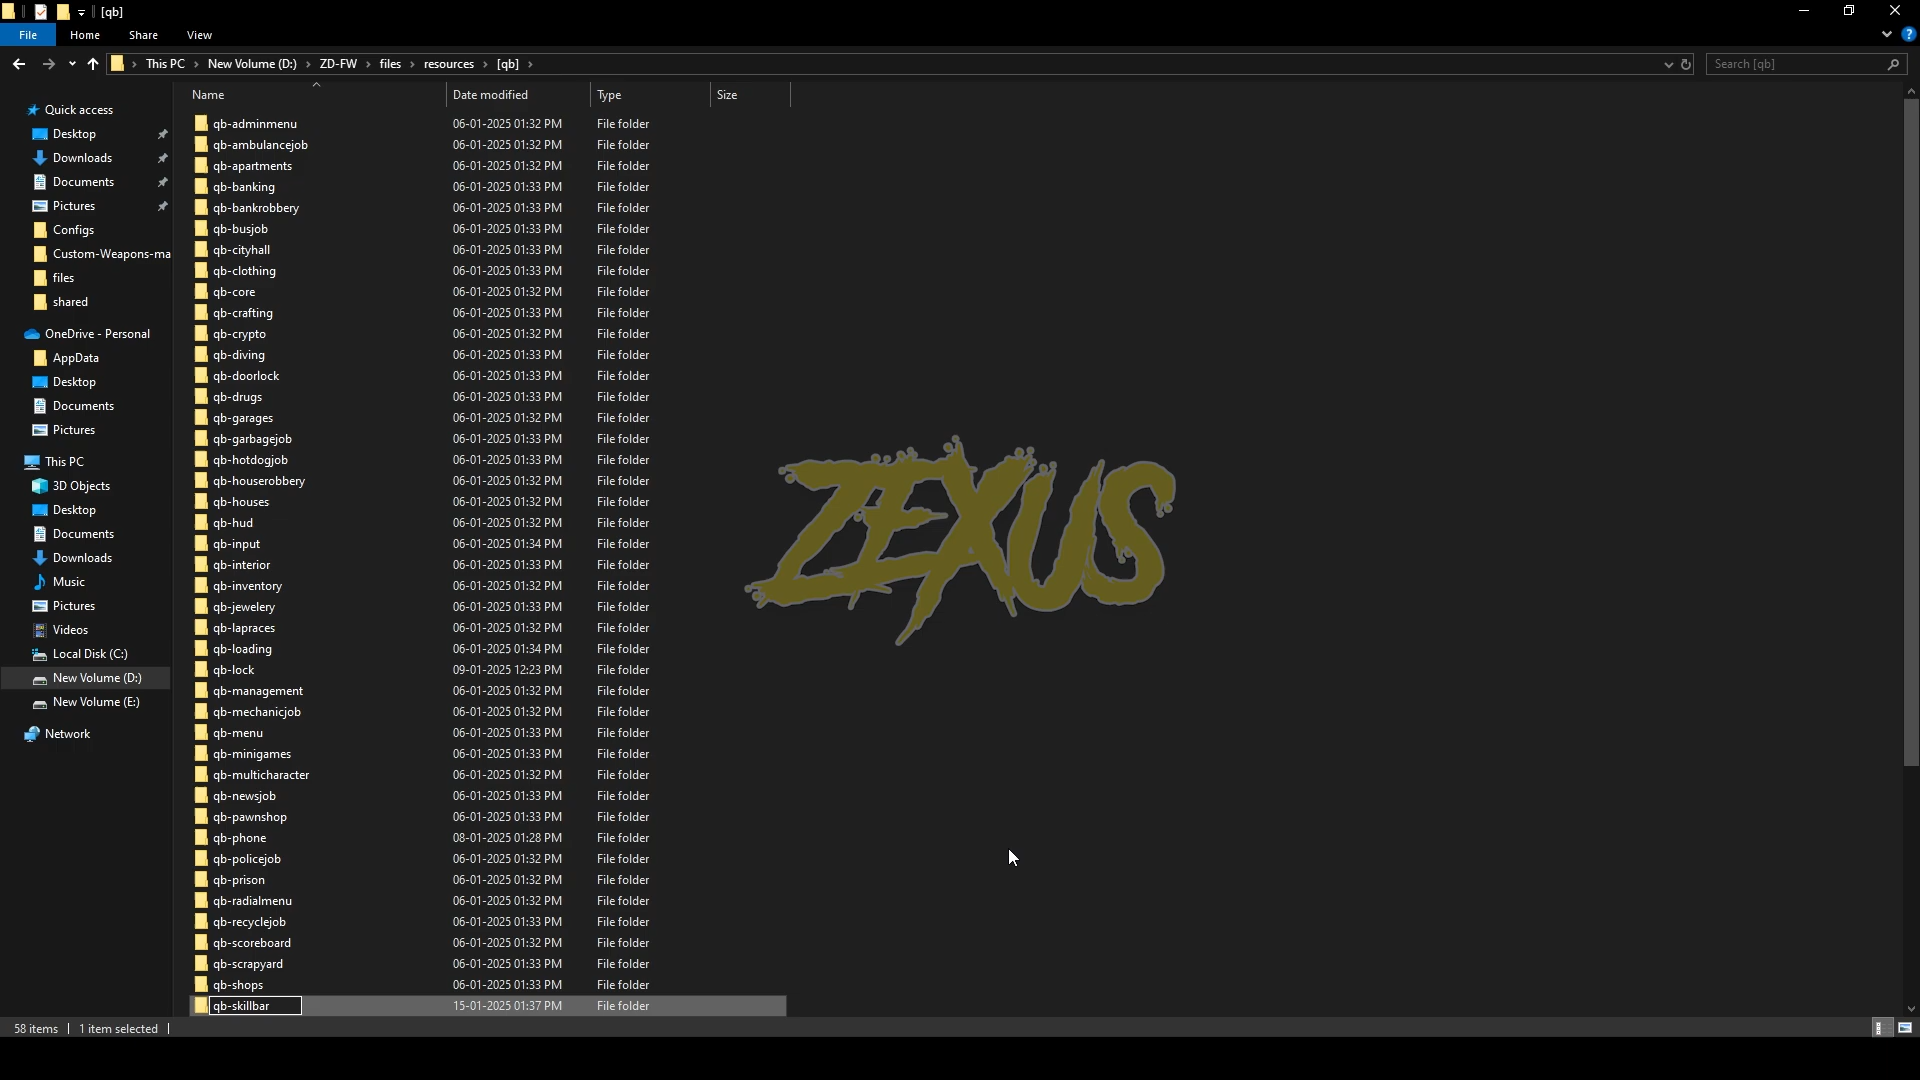 [qb]
File Home Share View
This PC New Volume (D:) ZD-FW files resources [qb]
Search [qb]
Name Date modified Type Size
Quick access
Desktop
Downloads
Documents
Pictures
Configs
Custom-Weapons-ma
files
shared
OneDrive - Personal
AppData
Desktop
Documents
Pictures
This PC
3D Objects
Desktop
Documents
Downloads
Music
Pictures
Videos
Local Disk (C:)
New Volume (D:)
New Volume (E:)
Network
qb-adminmenu 06-01-2025 01:32 PM File folder
qb-ambulancejob 06-01-2025 01:32 PM File folder
qb-apartments 06-01-2025 01:32 PM File folder
qb-banking 06-01-2025 01:33 PM File folder
qb-bankrobbery 06-01-2025 01:33 PM File folder
qb-busjob 06-01-2025 01:33 PM File folder
qb-cityhall 06-01-2025 01:33 PM File folder
qb-clothing 06-01-2025 01:33 PM File folder
qb-core 06-01-2025 01:32 PM File folder
qb-crafting 06-01-2025 01:33 PM File folder
qb-crypto 06-01-2025 01:32 PM File folder
qb-diving 06-01-2025 01:33 PM File folder
qb-doorlock 06-01-2025 01:33 PM File folder
qb-drugs 06-01-2025 01:33 PM File folder
qb-garages 06-01-2025 01:32 PM File folder
qb-garbagejob 06-01-2025 01:33 PM File folder
qb-hotdogjob 06-01-2025 01:33 PM File folder
qb-houserobbery 06-01-2025 01:32 PM File folder
qb-houses 06-01-2025 01:32 PM File folder
qb-hud 06-01-2025 01:32 PM File folder
qb-input 06-01-2025 01:34 PM File folder
qb-interior 06-01-2025 01:33 PM File folder
qb-inventory 06-01-2025 01:32 PM File folder
qb-jewelery 06-01-2025 01:33 PM File folder
qb-lapraces 06-01-2025 01:32 PM File folder
qb-loading 06-01-2025 01:34 PM File folder
qb-lock 09-01-2025 12:23 PM File folder
qb-management 06-01-2025 01:32 PM File folder
qb-mechanicjob 06-01-2025 01:32 PM File folder
qb-menu 06-01-2025 01:33 PM File folder
qb-minigames 06-01-2025 01:33 PM File folder
qb-multicharacter 06-01-2025 01:32 PM File folder
qb-newsjob 06-01-2025 01:33 PM File folder
qb-pawnshop 06-01-2025 01:33 PM File folder
qb-phone 08-01-2025 01:28 PM File folder
qb-policejob 06-01-2025 01:32 PM File folder
qb-prison 06-01-2025 01:32 PM File folder
qb-radialmenu 06-01-2025 01:32 PM File folder
qb-recyclejob 06-01-2025 01:33 PM File folder
qb-scoreboard 06-01-2025 01:32 PM File folder
qb-scrapyard 06-01-2025 01:33 PM File folder
qb-shops 06-01-2025 01:33 PM File folder
qb-skillbar 15-01-2025 01:37 PM File folder
ZEXUS
58 items 1 item selected